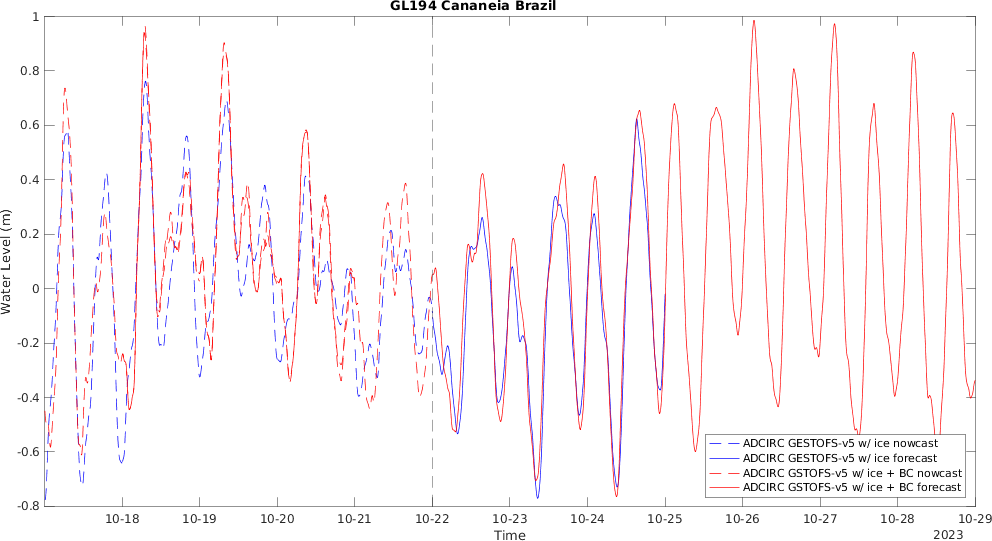 GL194 Cananeia Brazil
1
0.8
0.6
0.4
0.2
0
-0.2
-0.4
-0.6
-0.8
Water Level (m)
ADCIRC GESTOFS-v5 w/ ice nowcast
ADCIRC GESTOFS-v5 w/ ice forecast
ADCIRC GSTOFS-v5 w/ ice + BC nowcast
ADCIRC GSTOFS-v5 w/ ice + BC forecast
10-18 10-19 10-20 10-21 10-22 10-23 10-24 10-25 10-26 10-27 10-28 10-29
Time
2023